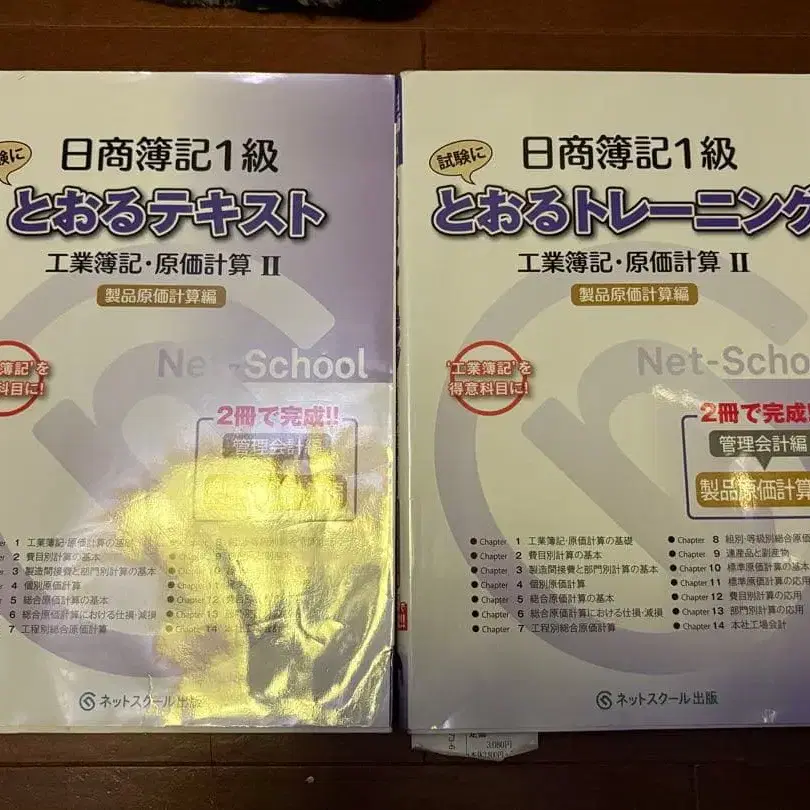 験に
日商簿記1級
とおるテキスト
工業簿記・原価計算 II
製品原価計算編
Net-School
簿記'を
科目に!
2冊で完成!!
管理会計編
1 工業簿記・原価計算の基礎
2 費目別計算の基本
3 製造間接費と部門別計算の基本
4 個別原価計算
5 総合原価計算の基本
6 総合原価計算における仕損・減損
7 工程別総合原価計算
ネットスクール出版
試験に
日商簿記1級
とおるトレーニング
工業簿記・原価計算 II
製品原価計算編
Net-Schoo
'工業簿記'を
得意科目に!
2冊で完成!
管理会計編
製品原価計算
Chapter 1 工業簿記・原価計算の基礎
Chapter 2 費目別計算の基本
Chapter 3 製造間接費と部門別計算の基本
Chapter 4 個別原価計算
Chapter 5 総合原価計算の基本
Chapter 6 総合原価計算における仕損・減損
Chapter 7 工程別総合原価計算
Chapter 8 組別・等級別総合原価
Chapter 9 連産品と副産物
Chapter 10 標準原価計算の基本
Chapter 11 標準原価計算の応用
Chapter 12 費目別計算の応用
Chapter 13 部門別計算の応用
Chapter 14 本社工場会計
ネットスクール出版
3,080円